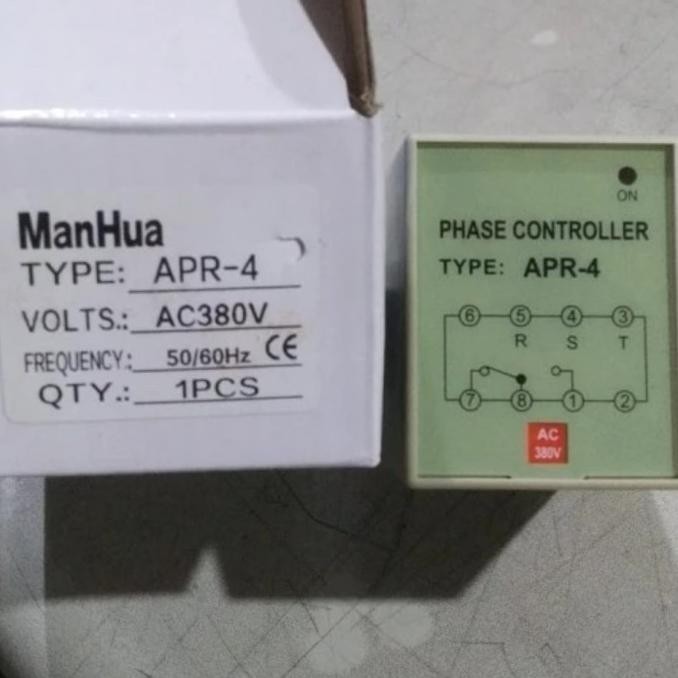 ManHua
TYPE: APR-4
VOLTS.: AC380V
FREQUENCY: 50/60Hz CE
QTY.: 1PCS
ON
PHASE CONTROLLER
TYPE: APR-4
6 5 4 3
R S T
7 8 1 2
AC
380V